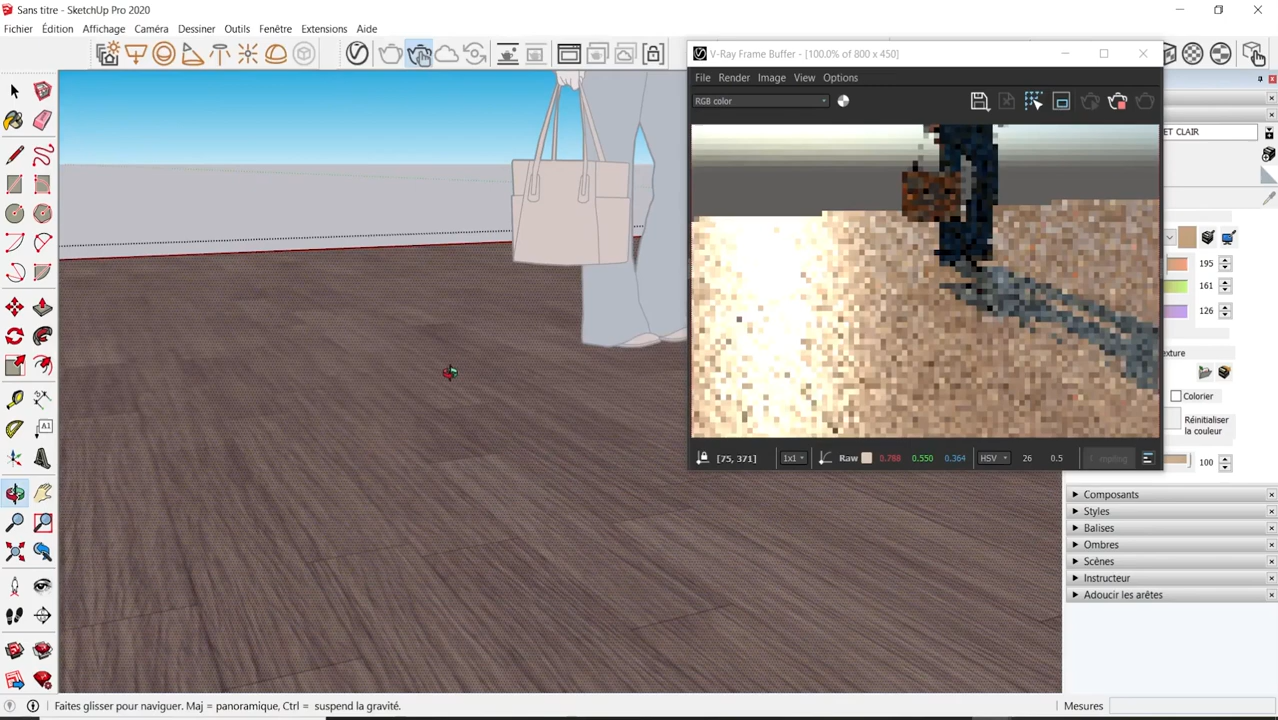 Sans titre - SketchUp Pro 2020
Fichier Édition Affichage Caméra Dessiner Outils Fenêtre Extensions Aide
V-Ray Frame Buffer - [100.0% of 800 x 450]
File Render Image View Options
RGB color
ET CLAIR
195
161
126
exture
Colorier
Réinitialiser
la couleur
100
[75, 371] 1x1 Raw 0.788 0.550 0.364 HSV 26 0.5
A1
Composants
Styles
Balises
Ombres
Scènes
Instructeur
Adoucir les arêtes
Faites glisser pour naviguer. Maj = panoramique, Ctrl = suspend la gravité.
Mesures